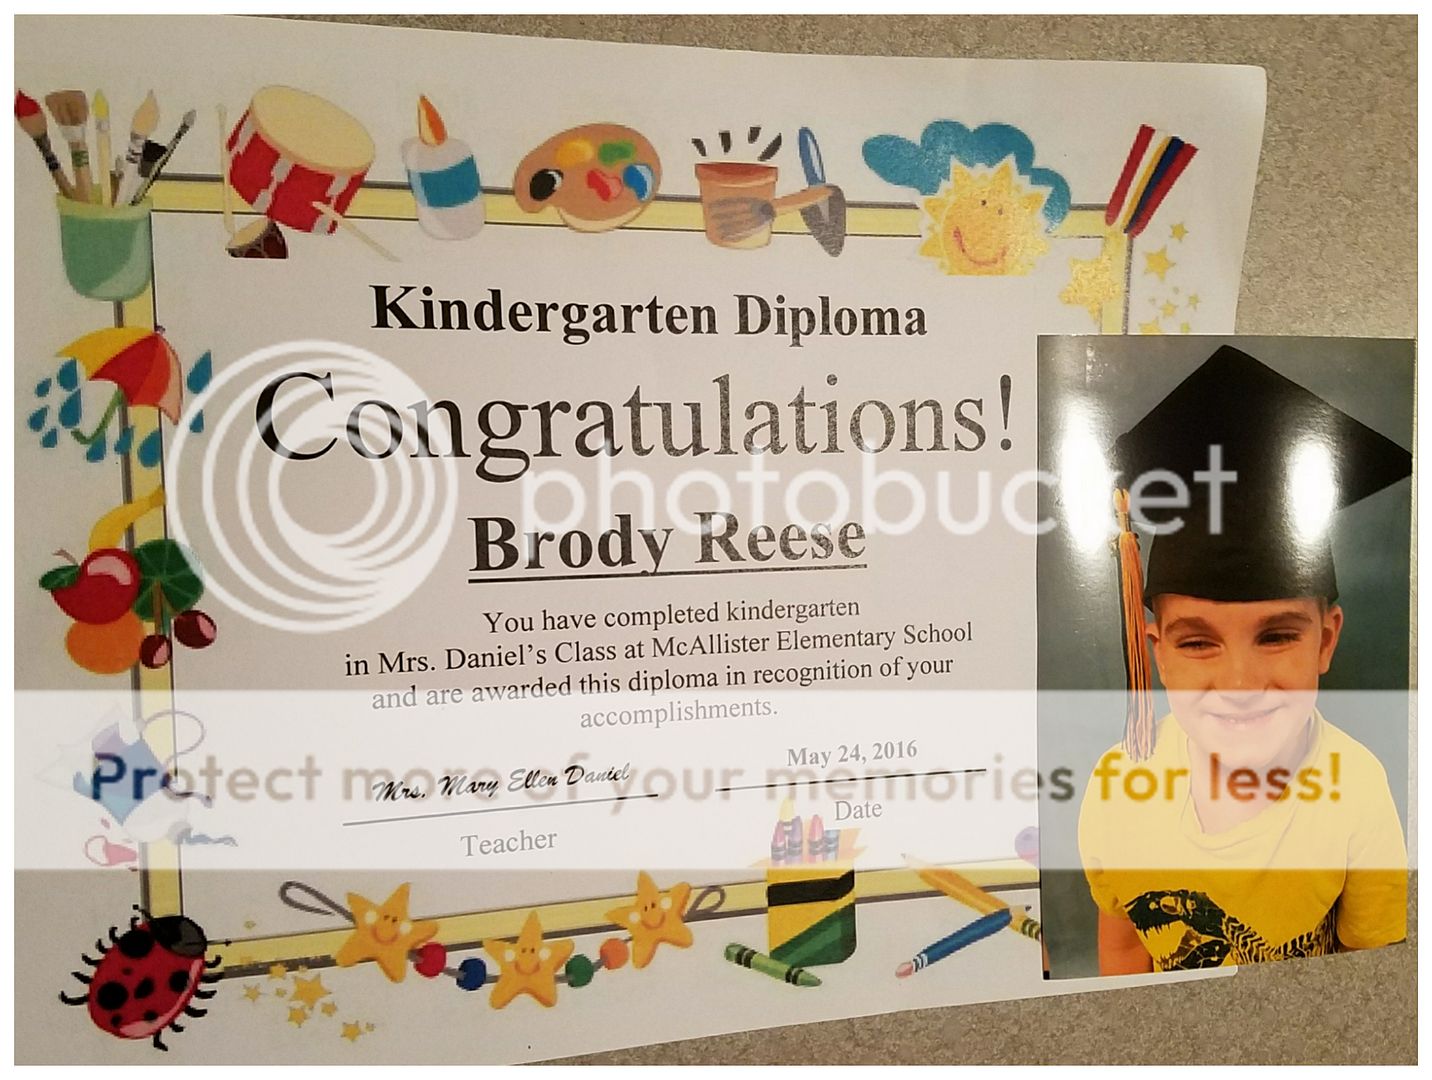 Kindergarten Diploma
Congratulations!
photobucket
Brody Reese
You have completed kindergarten
in Mrs. Daniel's Class at McAllister Elementary School
and are awarded this diploma in recognition of your
accomplishments.
Protect more of your memories for less!
Mrs. Mary Ellen Daniel
May 24, 2016
Teacher
Date